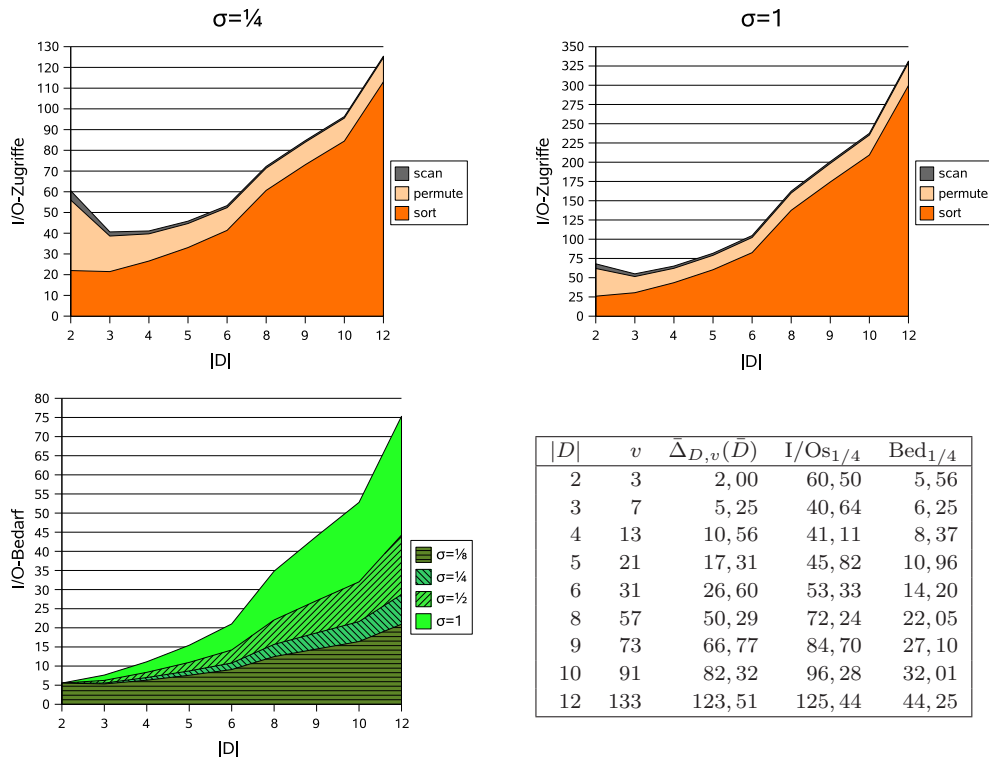 σ=¼
130
120
110
100
90
80
70
60
50
40
30
20
10
0
I/O-Zugriffe
2 3 4 5 6 8 9 10 12
|D|
scan
permute
sort
σ=1
350
325
300
275
250
225
200
175
150
125
100
75
50
25
0
I/O-Zugriffe
2 3 4 5 6 8 9 10 12
|D|
scan
permute
sort
80
75
70
65
60
55
50
45
40
35
30
25
20
15
10
5
0
I/O-Bedarf
2 3 4 5 6 8 9 10 12
|D|
σ=⅛
σ=¼
σ=½
σ=1
|D| v Δ̄D,v(D̄) I/Os1/4 Bed1/4
2 3 2,00 60,50 5,56
3 7 5,25 40,64 6,25
4 13 10,56 41,11 8,37
5 21 17,31 45,82 10,96
6 31 26,60 53,33 14,20
8 57 50,29 72,24 22,05
9 73 66,77 84,70 27,10
10 91 82,32 96,28 32,01
12 133 123,51 125,44 44,25